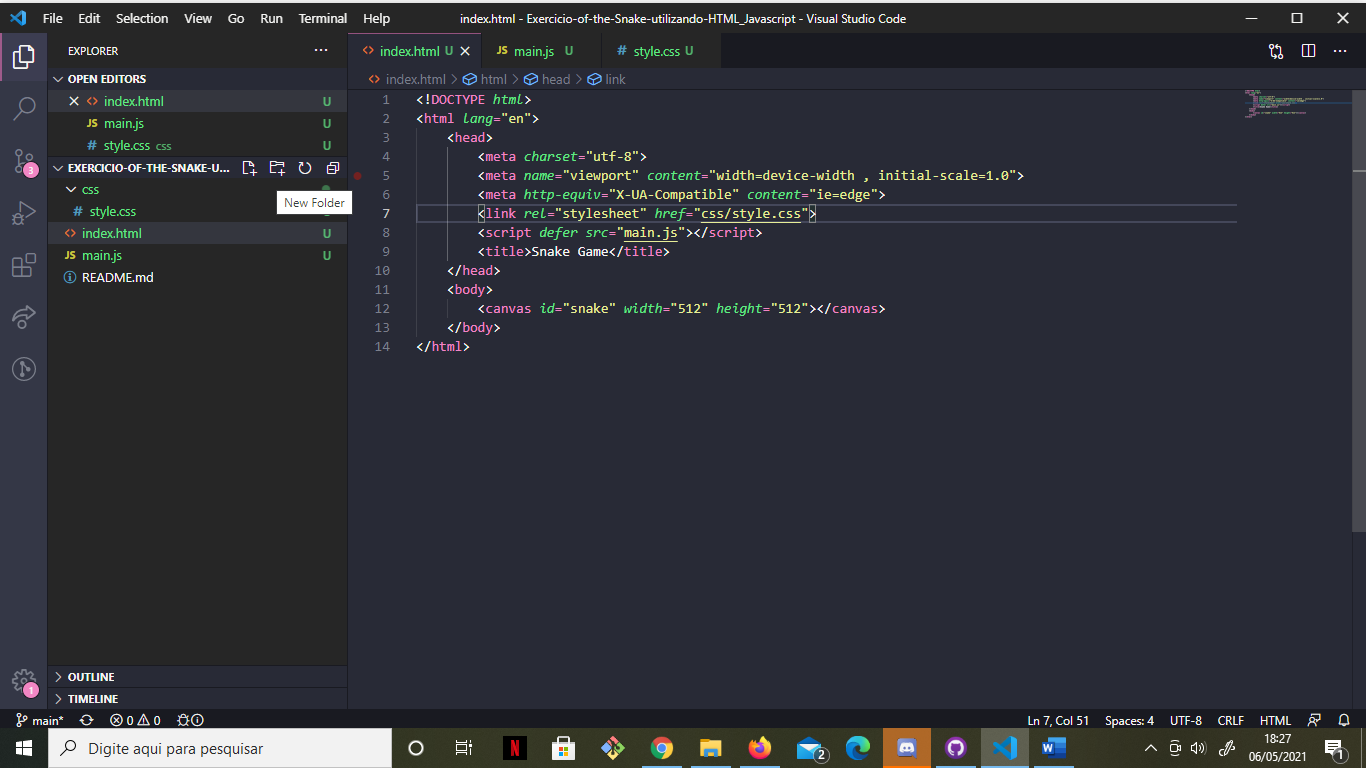 File Edit Selection View Go Run Terminal Help index.html - Exercicio-of-the-Snake-utilizando-HTML_Javascript - Visual Studio Code
EXPLORER ...
OPEN EDITORS
index.html U
JS main.js U
# style.css css U
EXERCICIO-OF-THE-SNAKE-U...
css
New Folder
# style.css
index.html U
JS main.js U
README.md
OUTLINE
TIMELINE
index.html U JS main.js U # style.css U ...
index.html > html > head > link
1 <!DOCTYPE html>
2 <html lang="en">
3 <head>
4 <meta charset="utf-8">
5 <meta name="viewport" content="width=device-width , initial-scale=1.0">
6 <meta http-equiv="X-UA-Compatible" content="ie=edge">
7 <link rel="stylesheet" href="css/style.css">
8 <script defer src="main.js"></script>
9 <title>Snake Game</title>
10 </head>
11 <body>
12 <canvas id="snake" width="512" height="512"></canvas>
13 </body>
14 </html>
3
1
main* 0 0 Ln 7, Col 51 Spaces: 4 UTF-8 CRLF HTML
Digite aqui para pesquisar
N
2
W
18:27
06/05/2021
1